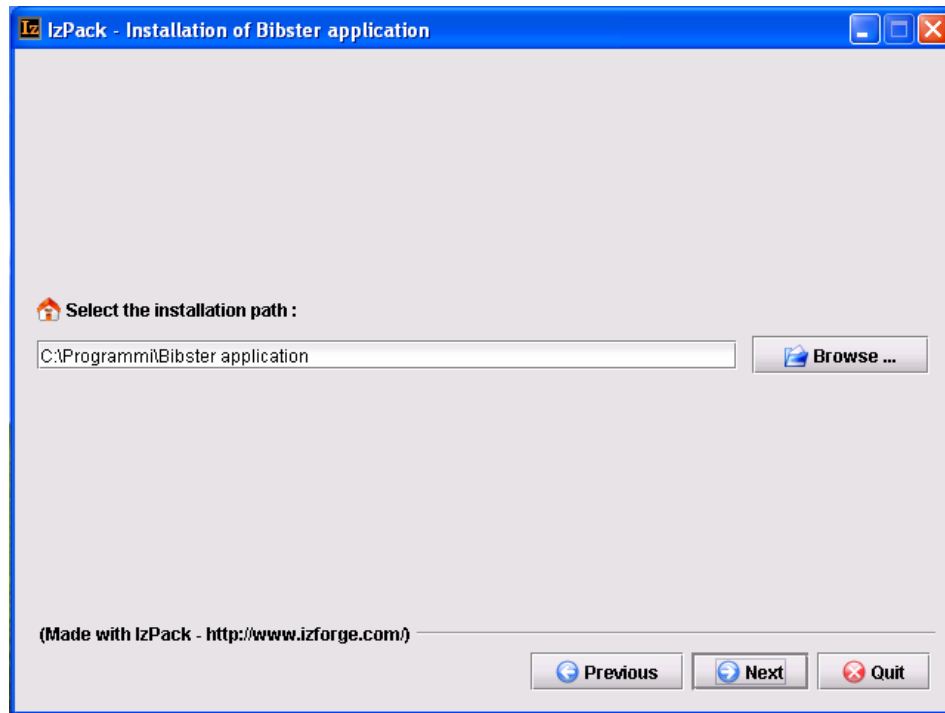 Iz IzPack - Installation of Bibster application
Select the installation path :
C:\Programmi\Bibster application
Browse ...
(Made with IzPack - http://www.izforge.com/)
Previous
Next
Quit